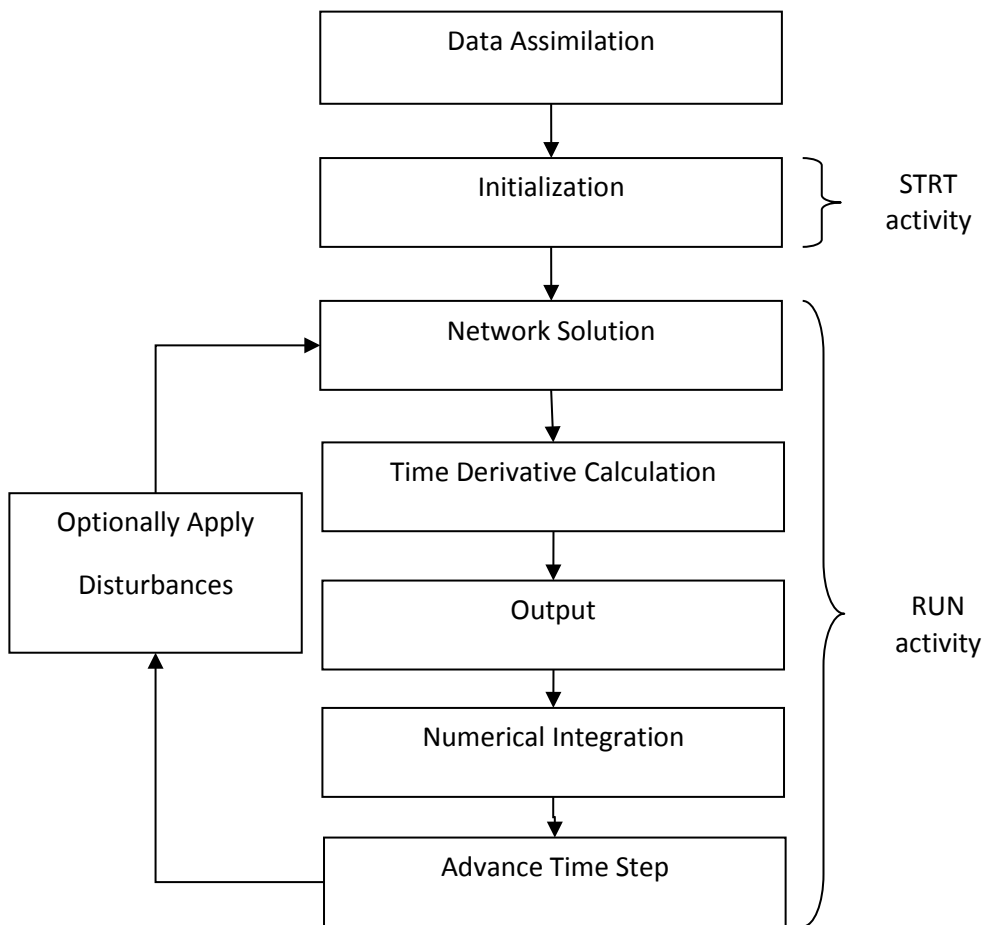 Data Assimilation
Initialization
STRT
activity
Network Solution
Time Derivative Calculation
Optionally Apply
Disturbances
Output
RUN
activity
Numerical Integration
Advance Time Step